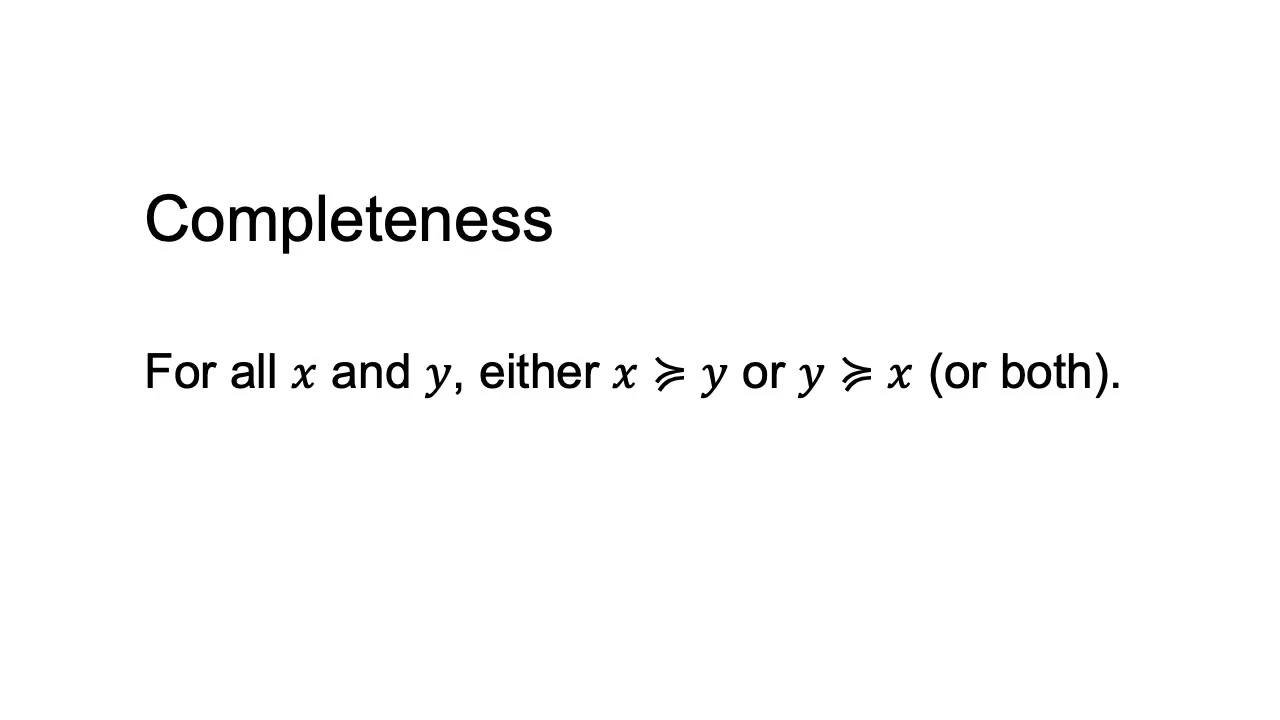 Completeness
For all 𝑥 and 𝑦, either 𝑥 ≽ 𝑦 or 𝑦 ≽ 𝑥 (or both).